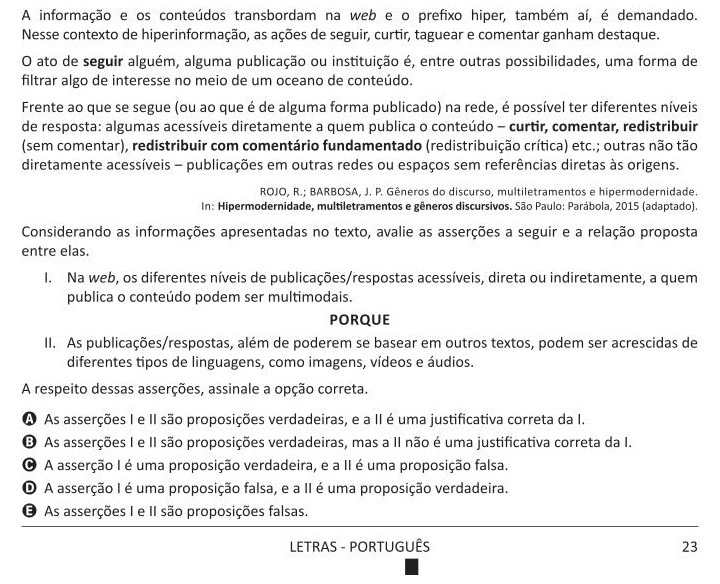 A informação e os conteúdos transbordam na web e o prefixo hiper, também aí, é demandado.
Nesse contexto de hiperinformação, as ações de seguir, curtir, taguear e comentar ganham destaque.
O ato de seguir alguém, alguma publicação ou instituição é, entre outras possibilidades, uma forma de
filtrar algo de interesse no meio de um oceano de conteúdo.
Frente ao que se segue (ou ao que é de alguma forma publicado) na rede, é possível ter diferentes níveis
de resposta: algumas acessíveis diretamente a quem publica o conteúdo – curtir, comentar, redistribuir
(sem comentar), redistribuir com comentário fundamentado (redistribuição crítica) etc.; outras não tão
diretamente acessíveis – publicações em outras redes ou espaços sem referências diretas às origens.
ROJO, R.; BARBOSA, J. P. Gêneros do discurso, multiletramentos e hipermodernidade.
In: Hipermodernidade, multiletramentos e gêneros discursivos. São Paulo: Parábola, 2015 (adaptado).
Considerando as informações apresentadas no texto, avalie as asserções a seguir e a relação proposta
entre elas.
I. Na web, os diferentes níveis de publicações/respostas acessíveis, direta ou indiretamente, a quem
publica o conteúdo podem ser multimodais.
PORQUE
II. As publicações/respostas, além de poderem se basear em outros textos, podem ser acrescidas de
diferentes tipos de linguagens, como imagens, vídeos e áudios.
A respeito dessas asserções, assinale a opção correta.
A As asserções I e II são proposições verdadeiras, e a II é uma justificativa correta da I.
B As asserções I e II são proposições verdadeiras, mas a II não é uma justificativa correta da I.
C A asserção I é uma proposição verdadeira, e a II é uma proposição falsa.
D A asserção I é uma proposição falsa, e a II é uma proposição verdadeira.
E As asserções I e II são proposições falsas.
LETRAS - PORTUGUÊS 23